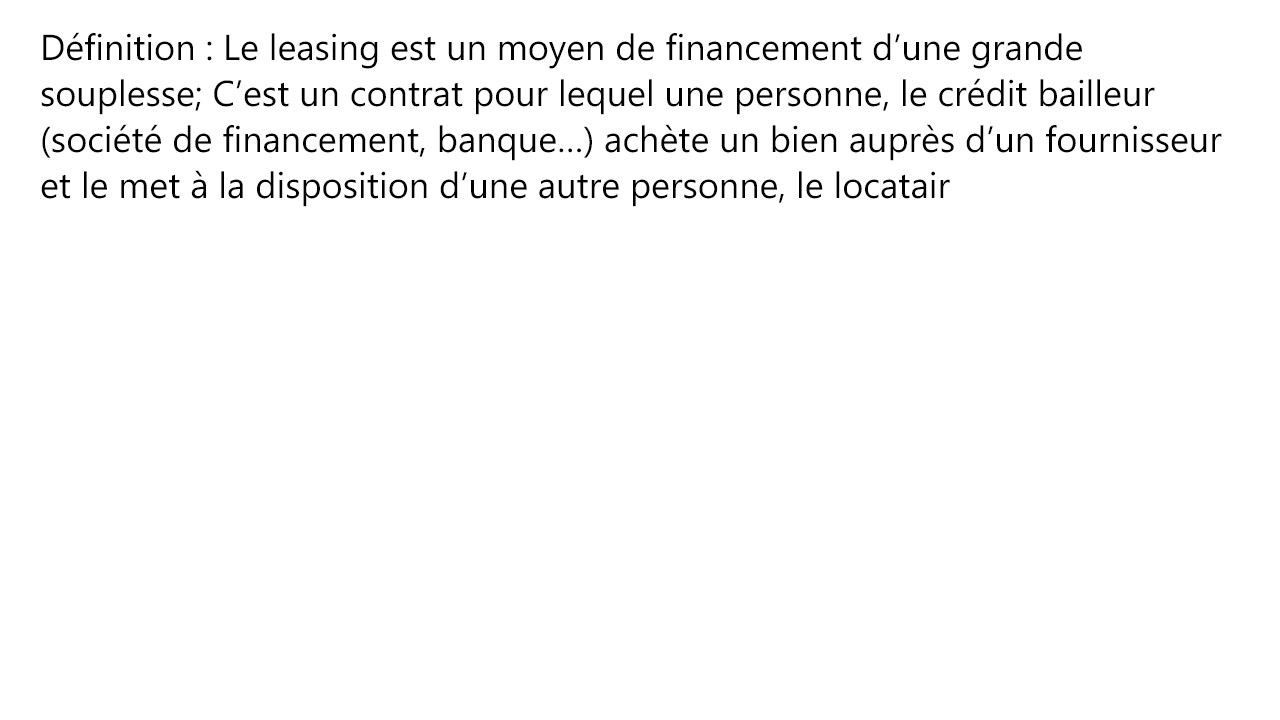 Définition : Le leasing est un moyen de financement d’une grande
souplesse; C’est un contrat pour lequel une personne, le crédit bailleur
(société de financement, banque…) achète un bien auprès d’un fournisseur
et le met à la disposition d’une autre personne, le locatair